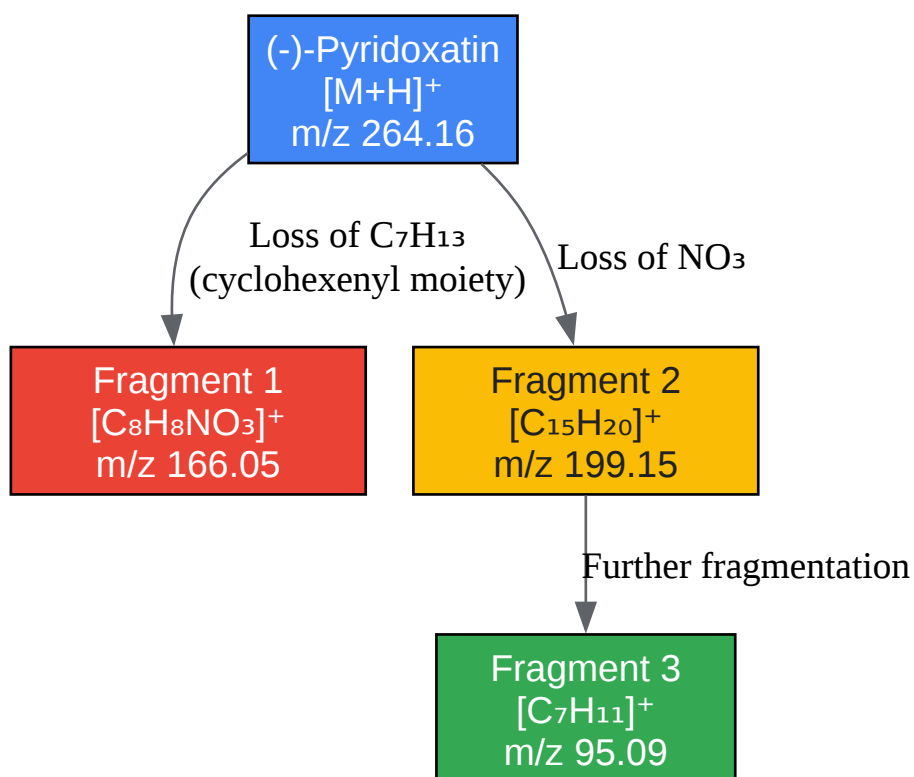 (-)-Pyridoxatin
[M+H]⁺
m/z 264.16
Loss of C₇H₁₃
(cyclohexenyl moiety)
Loss of NO₃
Fragment 1
[C₈H₈NO₃]⁺
m/z 166.05
Fragment 2
[C₁₅H₂₀]⁺
m/z 199.15
Further fragmentation
Fragment 3
[C₇H₁₁]⁺
m/z 95.09